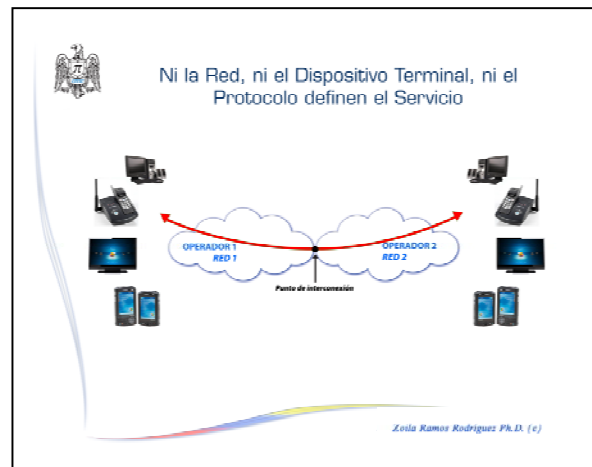 Ni la Red, ni el Dispositivo Terminal, ni el
Protocolo definen el Servicio
OPERADOR 1
RED 1
OPERADOR 2
RED 2
Punto de interconexión
Zoila Ramos Rodríguez Ph.D. (c)